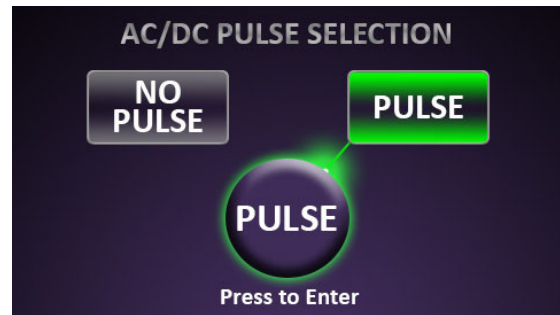 AC/DC PULSE SELECTION
NO
PULSE
PULSE
PULSE
Press to Enter